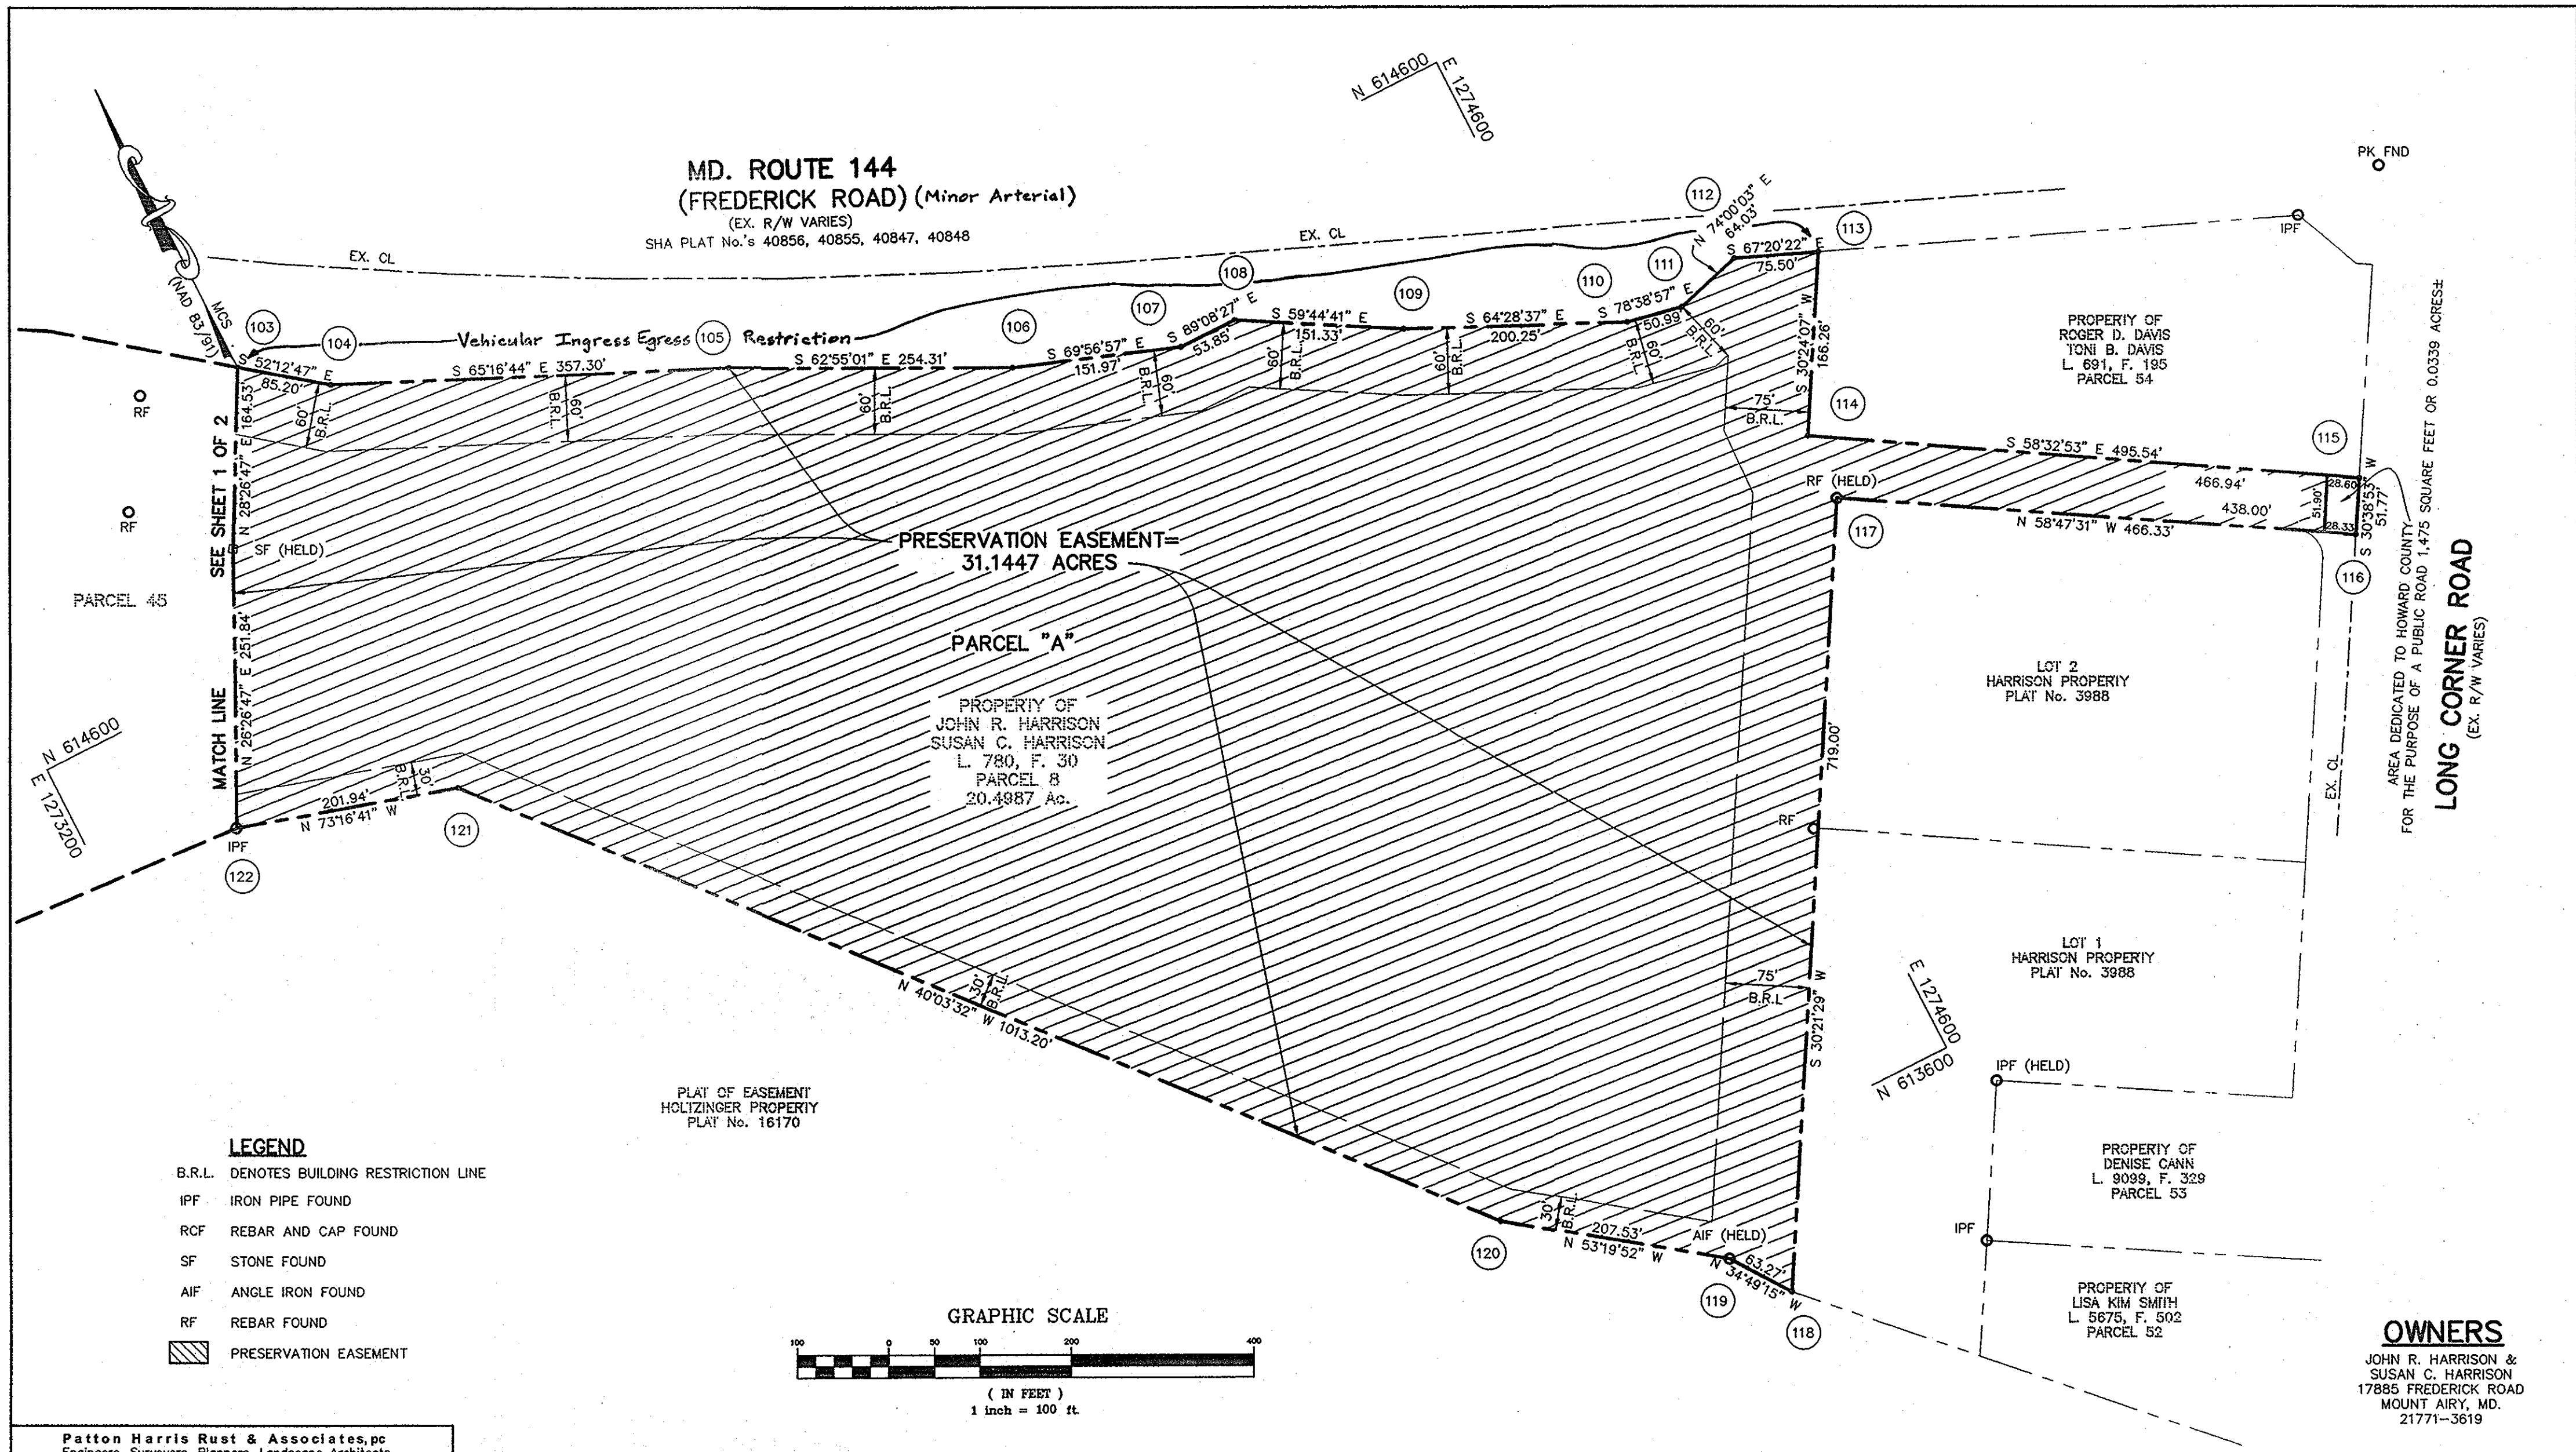 N 614600
E 1274600
PK FND
MD. ROUTE 144
(FREDERICK ROAD) (Minor Arterial)
(EX. R/W VARIES)
SHA PLAT No.'s 40856, 40855, 40847, 40848
EX. CL
EX. CL
IPF
MCS
(NAD 83/91)
103
104
Vehicular Ingress Egress
105
Restriction
106
107
108
109
110
111
112
113
S 52°12'47" E
85.20'
S 65°16'44" E 357.30'
S 62°55'01" E 254.31'
S 69°56'57" E
151.97'
S 89°08'27" E
53.85'
S 59°44'41" E
151.33'
S 64°28'37" E
200.25'
S 78°38'57" E
50.99'
N 74°00'03" E
64.03'
S 67°20'22" E
75.50'
S 30°24'07" W
166.26'
60'
B.R.L.
60'
B.R.L.
60'
B.R.L.
60'
B.R.L.
60'
B.R.L.
60'
B.R.L.
60'
B.R.L.
60'
B.R.L.
75'
B.R.L.
114
PROPERTY OF
ROGER D. DAVIS
TONI B. DAVIS
L. 691, F. 195
PARCEL 54
115
S 58°32'53" E 495.54'
466.94'
28.60'
438.00'
28.33'
51.90'
N 58°47'31" W 466.33'
S 30°38'53" W
51.77'
116
RF (HELD)
117
AREA DEDICATED TO HOWARD COUNTY
FOR THE PURPOSE OF A PUBLIC ROAD 1,475 SQUARE FEET OR 0.0339 ACRES±
LONG CORNER ROAD
(EX. R/W VARIES)
EX. CL
RF
RF
PARCEL 45
SEE SHEET 1 OF 2
MATCH LINE
N 28°26'47" E 164.53'
SF (HELD)
N 26°26'47" E 251.84'
PRESERVATION EASEMENT=
31.1447 ACRES
PARCEL "A"
PROPERTY OF
JOHN R. HARRISON
SUSAN C. HARRISON
L. 780, F. 30
PARCEL 8
20.4987 Ac.
LOT 2
HARRISON PROPERTY
PLAT No. 3988
719.00'
S 30°21'29" W
RF
N 614600
E 1273200
201.94'
N 73°16'41" W
30'
B.R.L.
121
IPF
122
LOT 1
HARRISON PROPERTY
PLAT No. 3988
75'
B.R.L
30'
B.R.L.
N 40°03'32" W 1013.20'
E 1274600
N 613600
IPF (HELD)
PLAT OF EASEMENT
HOLTZINGER PROPERTY
PLAT No. 16170
PROPERTY OF
DENISE CANN
L. 9099, F. 329
PARCEL 53
IPF
30'
B.R.L.
207.53'
N 53°19'52" W
AIF (HELD)
63.27'
N 34°49'15" W
120
119
118
PROPERTY OF
LISA KIM SMITH
L. 5675, F. 502
PARCEL 52
LEGEND
B.R.L. DENOTES BUILDING RESTRICTION LINE
IPF IRON PIPE FOUND
RCF REBAR AND CAP FOUND
SF STONE FOUND
AIF ANGLE IRON FOUND
RF REBAR FOUND
PRESERVATION EASEMENT
GRAPHIC SCALE
100 0 50 100 200 400
( IN FEET )
1 inch = 100 ft.
OWNERS
JOHN R. HARRISON &
SUSAN C. HARRISON
17885 FREDERICK ROAD
MOUNT AIRY, MD.
21771-3619
Patton Harris Rust & Associates,pc
Engineers, Surveyors, Planners, Landscape Architects